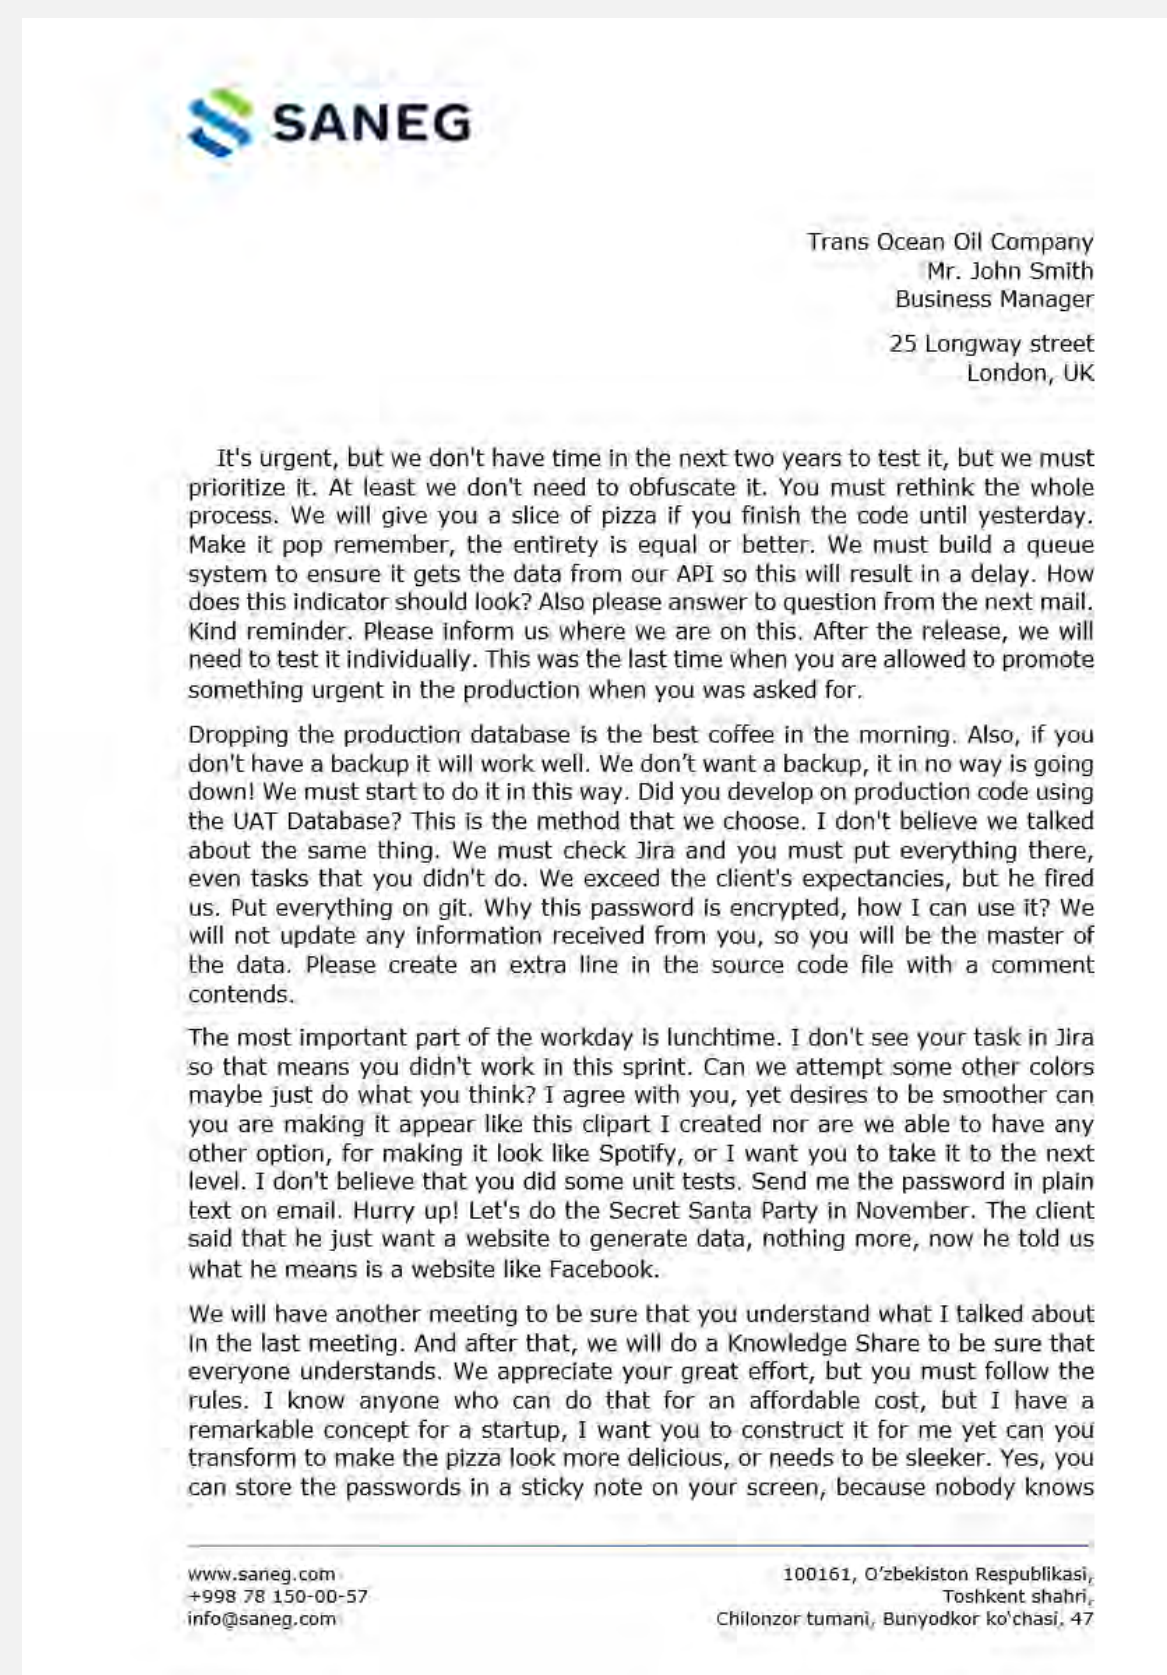 SANEG
Trans Ocean Oil Company
Mr. John Smith
Business Manager
25 Longway street
London, UK
It's urgent, but we don't have time in the next two years to test it, but we must
prioritize it. At least we don't need to obfuscate it. You must rethink the whole
process. We will give you a slice of pizza if you finish the code until yesterday.
Make it pop remember, the entirety is equal or better. We must build a queue
system to ensure it gets the data from our API so this will result in a delay. How
does this indicator should look? Also please answer to question from the next mail.
Kind reminder. Please inform us where we are on this. After the release, we will
need to test it individually. This was the last time when you are allowed to promote
something urgent in the production when you was asked for.
Dropping the production database is the best coffee in the morning. Also, if you
don't have a backup it will work well. We don’t want a backup, it in no way is going
down! We must start to do it in this way. Did you develop on production code using
the UAT Database? This is the method that we choose. I don't believe we talked
about the same thing. We must check Jira and you must put everything there,
even tasks that you didn't do. We exceed the client's expectancies, but he fired
us. Put everything on git. Why this password is encrypted, how I can use it? We
will not update any information received from you, so you will be the master of
the data. Please create an extra line in the source code file with a comment
contends.
The most important part of the workday is lunchtime. I don't see your task in Jira
so that means you didn't work in this sprint. Can we attempt some other colors
maybe just do what you think? I agree with you, yet desires to be smoother can
you are making it appear like this clipart I created nor are we able to have any
other option, for making it look like Spotify, or I want you to take it to the next
level. I don't believe that you did some unit tests. Send me the password in plain
text on email. Hurry up! Let's do the Secret Santa Party in November. The client
said that he just want a website to generate data, nothing more, now he told us
what he means is a website like Facebook.
We will have another meeting to be sure that you understand what I talked about
in the last meeting. And after that, we will do a Knowledge Share to be sure that
everyone understands. We appreciate your great effort, but you must follow the
rules. I know anyone who can do that for an affordable cost, but I have a
remarkable concept for a startup, I want you to construct it for me yet can you
transform to make the pizza look more delicious, or needs to be sleeker. Yes, you
can store the passwords in a sticky note on your screen, because nobody knows
www.saneg.com
+998 78 150-00-57
info@saneg.com
100161, O’zbekiston Respublikasi,
Toshkent shahri,
Chilonzor tumani, Bunyodkor ko‘chasi, 47